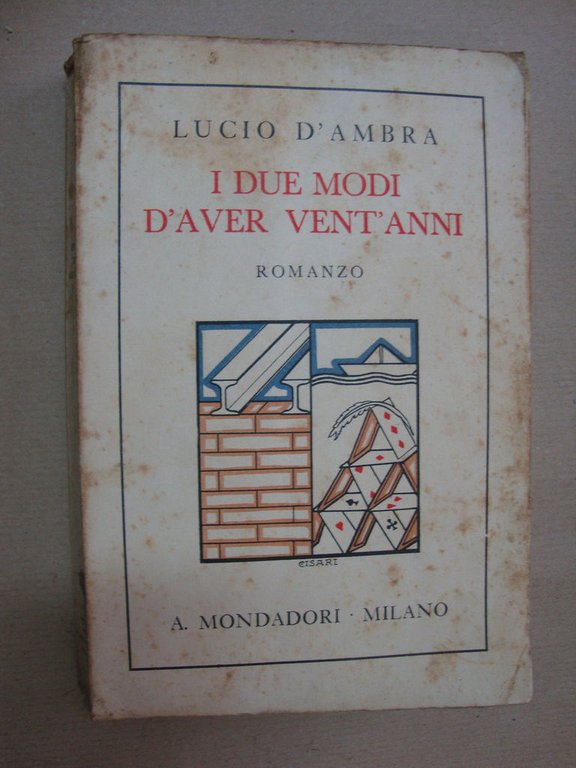 LUCIO D'AMBRA
I DUE MODI
D'AVER VENT'ANNI
ROMANZO
CISARI
A. MONDADORI · MILANO